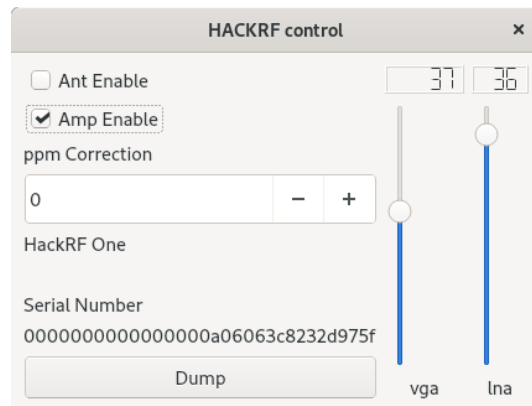 HACKRF control ×
Ant Enable 37 36
Amp Enable
ppm Correction
0 − +
HackRF One
Serial Number
0000000000000000a06063c8232d975f
Dump
vga lna